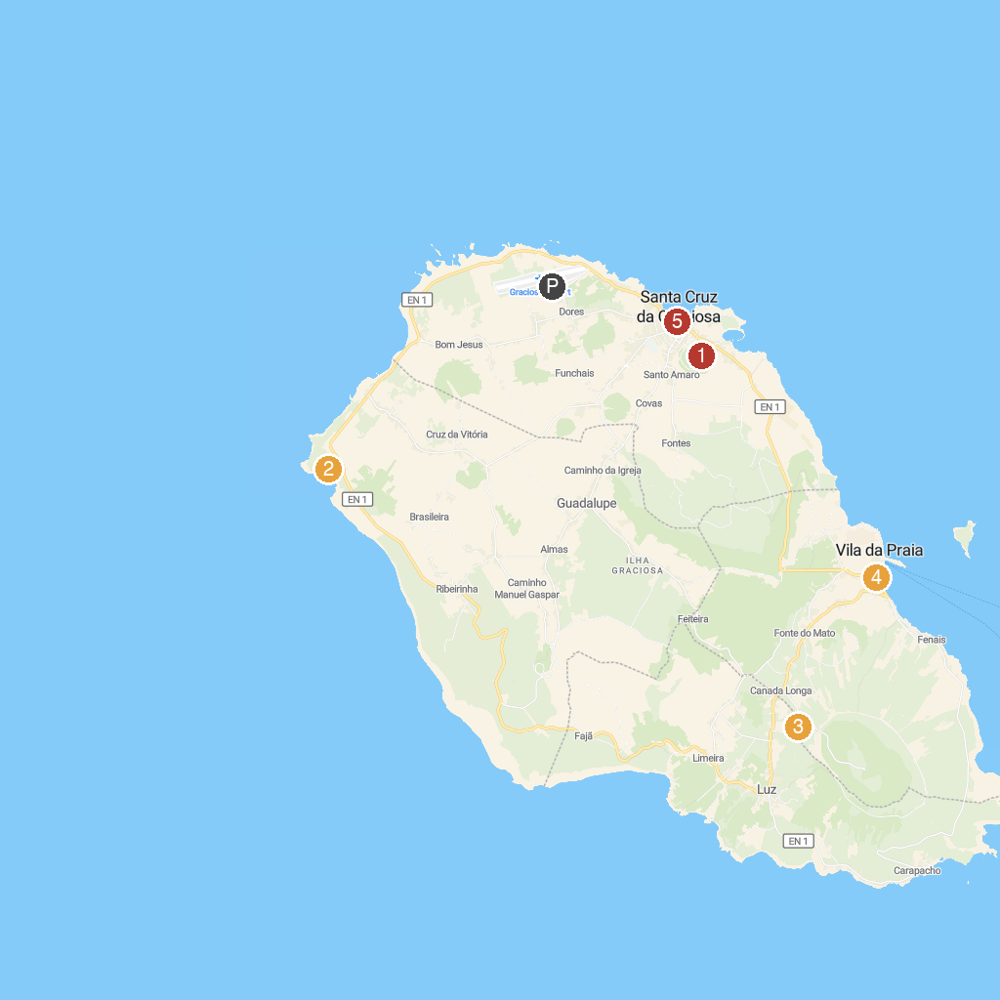 P
Gracios
t
EN 1
Dores
Santa Cruz
da G
iosa
5
1
Bom Jesus
Funchais
Santo Amaro
Covas
EN 1
Cruz da Vitória
Fontes
2
Caminho da Igreja
EN 1
Guadalupe
Brasileira
Almas
ILHA
GRACIOSA
Vila da Praia
4
Caminho
Manuel Gaspar
Ribeirinha
Feiteira
Fonte do Mato
Fenais
Canada Longa
3
Fajã
Limeira
Luz
EN 1
Carapacho